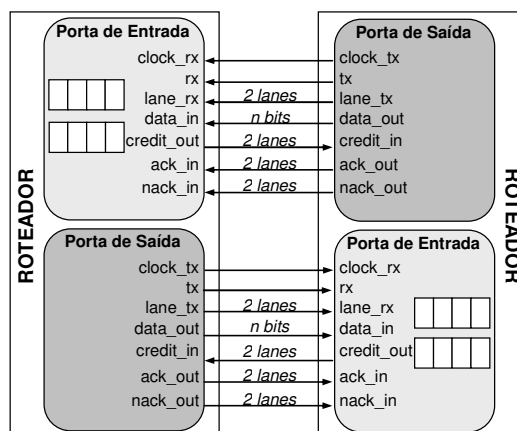 Porta de Entrada
clock_rx
rx
lane_rx
data_in
credit_out
ack_in
nack_in
2 lanes
n bits
2 lanes
2 lanes
2 lanes
Porta de Saída
clock_tx
tx
lane_tx
data_out
credit_in
ack_out
nack_out
ROTEADOR
ROTEADOR
Porta de Saída
clock_tx
tx
lane_tx
data_out
credit_in
ack_out
nack_out
2 lanes
n bits
2 lanes
2 lanes
2 lanes
Porta de Entrada
clock_rx
rx
lane_rx
data_in
credit_out
ack_in
nack_in